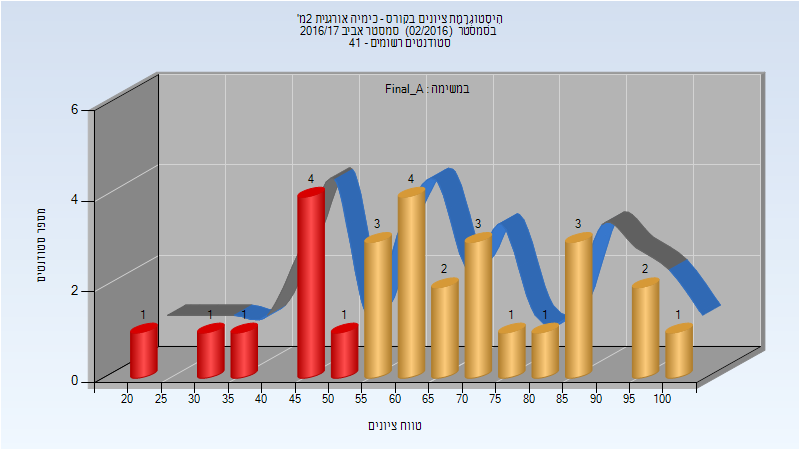 היסטוגרמת ציונים בקורס - כימיה אורגנית 2מ'
בסמסטר (02/2016) סמסטר אביב 2016/17
סטודנטים רשומים - 41
במשימה: Final_A
מספר סטודנטים
6
4
2
0
1
1
1
4
1
3
4
2
3
1
1
3
2
1
20 25 30 35 40 45 50 55 60 65 70 75 80 85 90 95 100
טווח ציונים